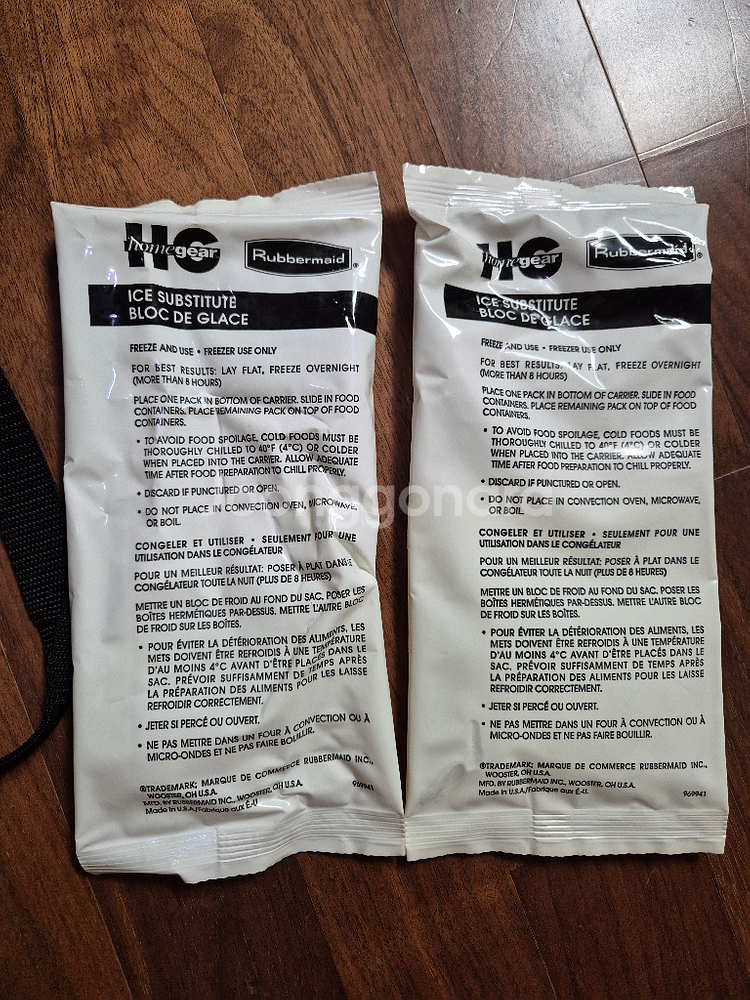 HG
homegear
Rubbermaid®
ICE SUBSTITUTE
BLOC DE GLACE
FREEZE AND USE • FREEZER USE ONLY
FOR BEST RESULTS: LAY FLAT, FREEZE OVERNIGHT
(MORE THAN 8 HOURS)
PLACE ONE PACK IN BOTTOM OF CARRIER. SLIDE IN FOOD
CONTAINERS. PLACE REMAINING PACK ON TOP OF FOOD
CONTAINERS.
• TO AVOID FOOD SPOILAGE, COLD FOODS MUST BE
THOROUGHLY CHILLED TO 40°F (4°C) OR COLDER
WHEN PLACED INTO THE CARRIER. ALLOW ADEQUATE
TIME AFTER FOOD PREPARATION TO CHILL PROPERLY.
• DISCARD IF PUNCTURED OR OPEN.
• DO NOT PLACE IN CONVECTION OVEN, MICROWAVE,
OR BOIL.
CONGELER ET UTILISER • SEULEMENT POUR UNE
UTILISATION DANS LE CONGÉLATEUR
POUR UN MEILLEUR RÉSULTAT: POSER À PLAT DANS LE
CONGÉLATEUR TOUTE LA NUIT (PLUS DE 8 HEURES)
METTRE UN BLOC DE FROID AU FOND DU SAC. POSER LES
BOÎTES HERMÉTIQUES PAR-DESSUS. METTRE L'AUTRE BLOC
DE FROID SUR LES BOÎTES.
• POUR ÉVITER LA DÉTÉRIORATION DES ALIMENTS, LES
METS DOIVENT ÊTRE REFROIDIS À UNE TEMPÉRATURE
D'AU MOINS 4°C AVANT D'ÊTRE PLACÉS DANS LE
SAC. PRÉVOIR SUFFISAMMENT DE TEMPS APRÈS
LA PRÉPARATION DES ALIMENTS POUR LES LAISSE
REFROIDIR CORRECTEMENT.
• JETER SI PERCÉ OU OUVERT.
• NE PAS METTRE DANS UN FOUR À CONVECTION OU À
MICRO-ONDES ET NE PAS FAIRE BOUILLIR.
®TRADEMARK; MARQUE DE COMMERCE RUBBERMAID INC.,
WOOSTER, OH U.S.A.
MFD. BY RUBBERMAID INC., WOOSTER, OH U.S.A.
Made in U.S.A./Fabriqué aux É.-U.
969943
HG
homegear
Rubbermaid®
ICE SUBSTITUTE
BLOC DE GLACE
FREEZE AND USE • FREEZER USE ONLY
FOR BEST RESULTS: LAY FLAT, FREEZE OVERNIGHT
(MORE THAN 8 HOURS)
PLACE ONE PACK IN BOTTOM OF CARRIER. SLIDE IN FOOD
CONTAINERS. PLACE REMAINING PACK ON TOP OF FOOD
CONTAINERS.
• TO AVOID FOOD SPOILAGE, COLD FOODS MUST BE
THOROUGHLY CHILLED TO 40°F (4°C) OR COLDER
WHEN PLACED INTO THE CARRIER. ALLOW ADEQUATE
TIME AFTER FOOD PREPARATION TO CHILL PROPERLY.
• DISCARD IF PUNCTURED OR OPEN.
• DO NOT PLACE IN CONVECTION OVEN, MICROWAVE,
OR BOIL.
CONGELER ET UTILISER • SEULEMENT POUR UNE
UTILISATION DANS LE CONGÉLATEUR
POUR UN MEILLEUR RÉSULTAT: POSER À PLAT DANS LE
CONGÉLATEUR TOUTE LA NUIT (PLUS DE 8 HEURES)
METTRE UN BLOC DE FROID AU FOND DU SAC. POSER LES
BOÎTES HERMÉTIQUES PAR-DESSUS. METTRE L'AUTRE BLOC
DE FROID SUR LES BOÎTES.
• POUR ÉVITER LA DÉTÉRIORATION DES ALIMENTS, LES
METS DOIVENT ÊTRE REFROIDIS À UNE TEMPÉRATURE
D'AU MOINS 4°C AVANT D'ÊTRE PLACÉS DANS LE
SAC. PRÉVOIR SUFFISAMMENT DE TEMPS APRÈS
LA PRÉPARATION DES ALIMENTS POUR LES LAISSE
REFROIDIR CORRECTEMENT.
• JETER SI PERCÉ OU OUVERT.
• NE PAS METTRE DANS UN FOUR À CONVECTION OU À
MICRO-ONDES ET NE PAS FAIRE BOUILLIR.
®TRADEMARK; MARQUE DE COMMERCE RUBBERMAID INC.,
WOOSTER, OH U.S.A.
MFD. BY RUBBERMAID INC., WOOSTER, OH U.S.A.
Made in U.S.A./Fabrique aux É.-U.
969943